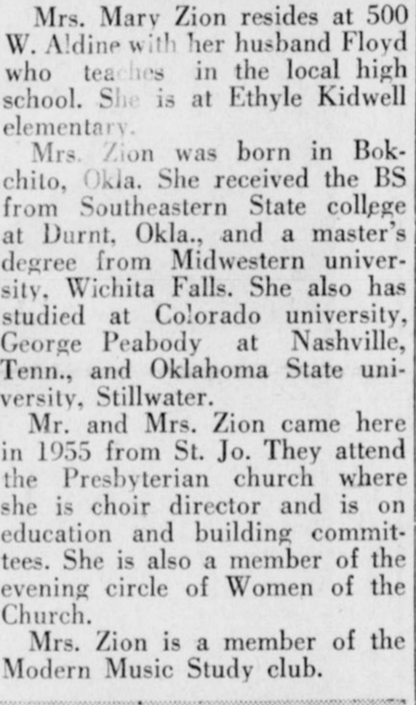 Mrs. Mary Zion resides at 500
W. Aldine with her husband Floyd
who teaches in the local high
school. She is at Ethyle Kidwell
elementary.
Mrs. Zion was born in Bok-
chito, Okla. She received the BS
from Southeastern State college
at Durnt, Okla., and a master's
degree from Midwestern univer-
sity, Wichita Falls. She also has
studied at Colorado university,
George Peabody at Nashville,
Tenn., and Oklahoma State uni-
versity, Stillwater.
Mr. and Mrs. Zion came here
in 1955 from St. Jo. They attend
the Presbyterian church where
she is choir director and is on
education and building commit-
tees. She is also a member of the
evening circle of Women of the
Church.
Mrs. Zion is a member of the
Modern Music Study club.